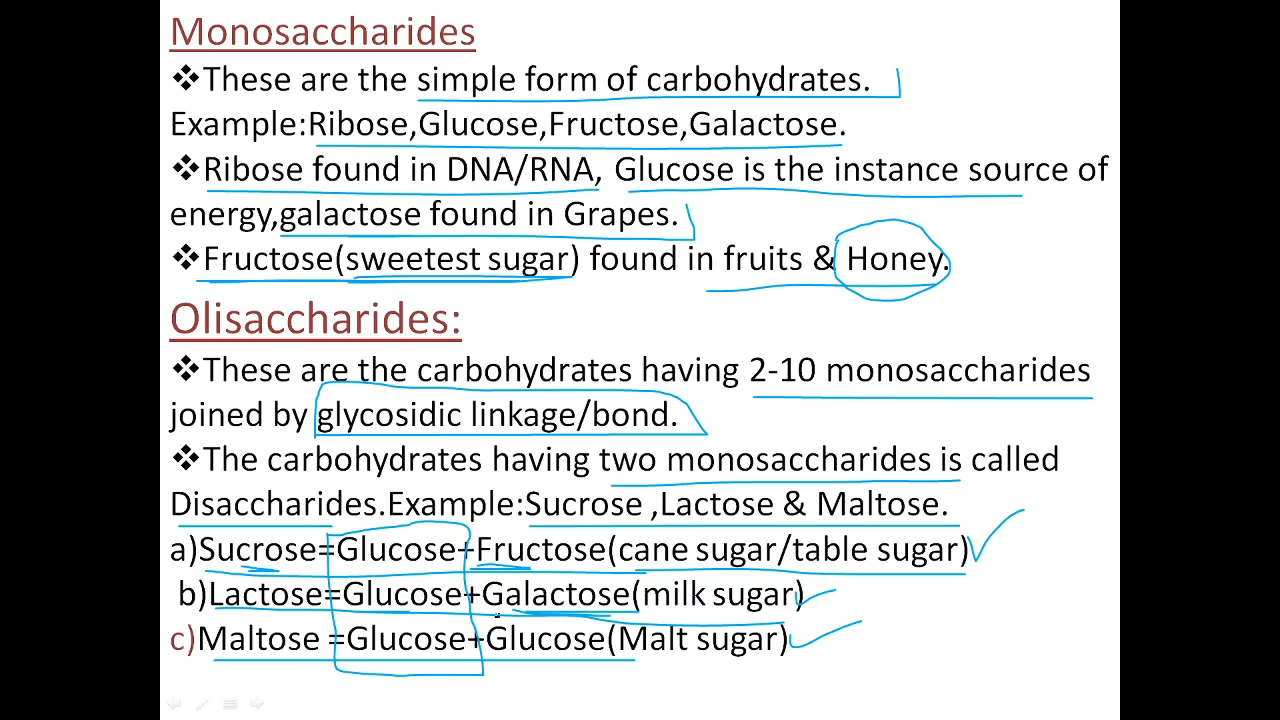 Monosaccharides
❖These are the simple form of carbohydrates.
Example:Ribose,Glucose,Fructose,Galactose.
❖Ribose found in DNA/RNA, Glucose is the instance source of
energy,galactose found in Grapes.
❖Fructose(sweetest sugar) found in fruits & Honey.
Olisaccharides:
❖These are the carbohydrates having 2-10 monosaccharides
joined by glycosidic linkage/bond.
❖The carbohydrates having two monosaccharides is called
Disaccharides.Example:Sucrose ,Lactose & Maltose.
a)Sucrose=Glucose+Fructose(cane sugar/table sugar)
b)Lactose=Glucose+Galactose(milk sugar)
c)Maltose =Glucose+Glucose(Malt sugar)